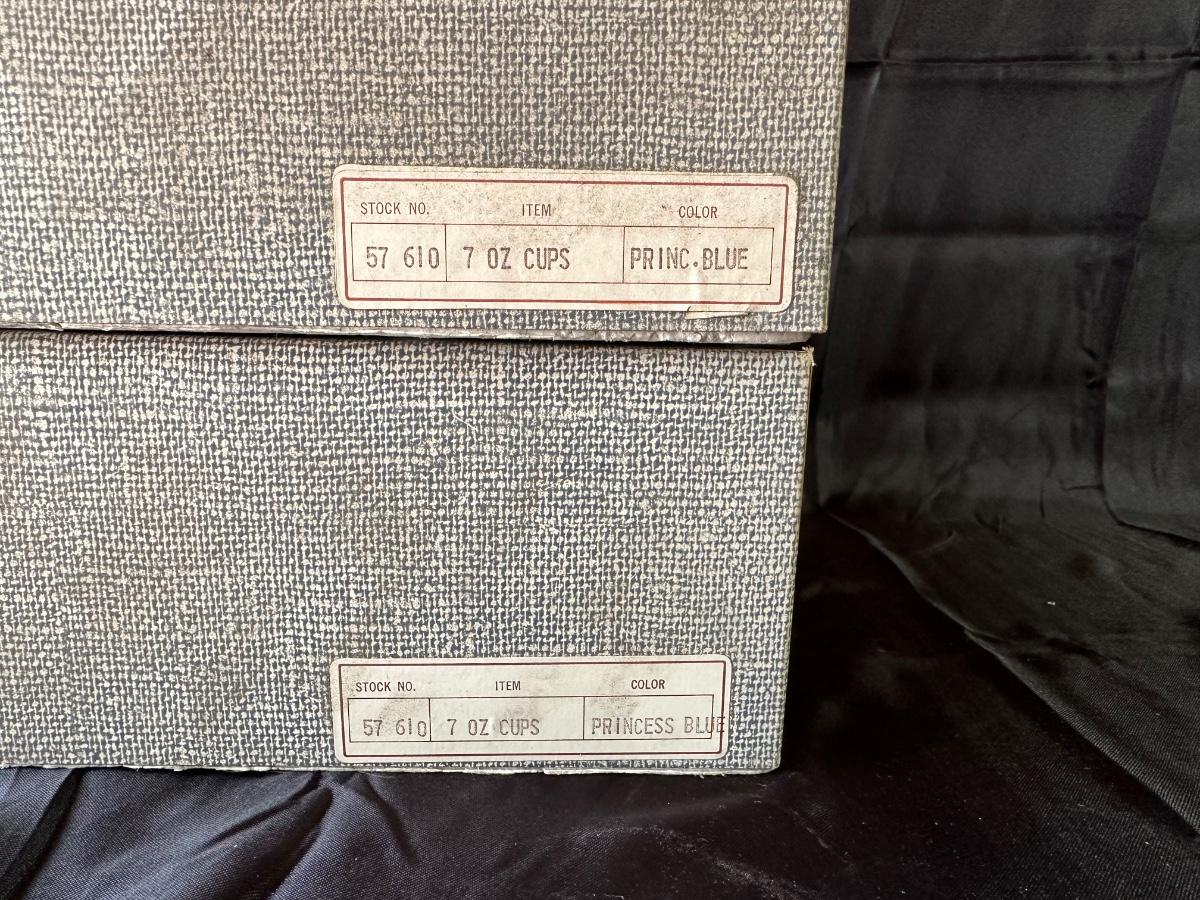 STOCK NO. ITEM COLOR
57 610 7 OZ CUPS PRINC.BLUE
STOCK NO. ITEM COLOR
57 610 7 OZ CUPS PRINCESS BLUE